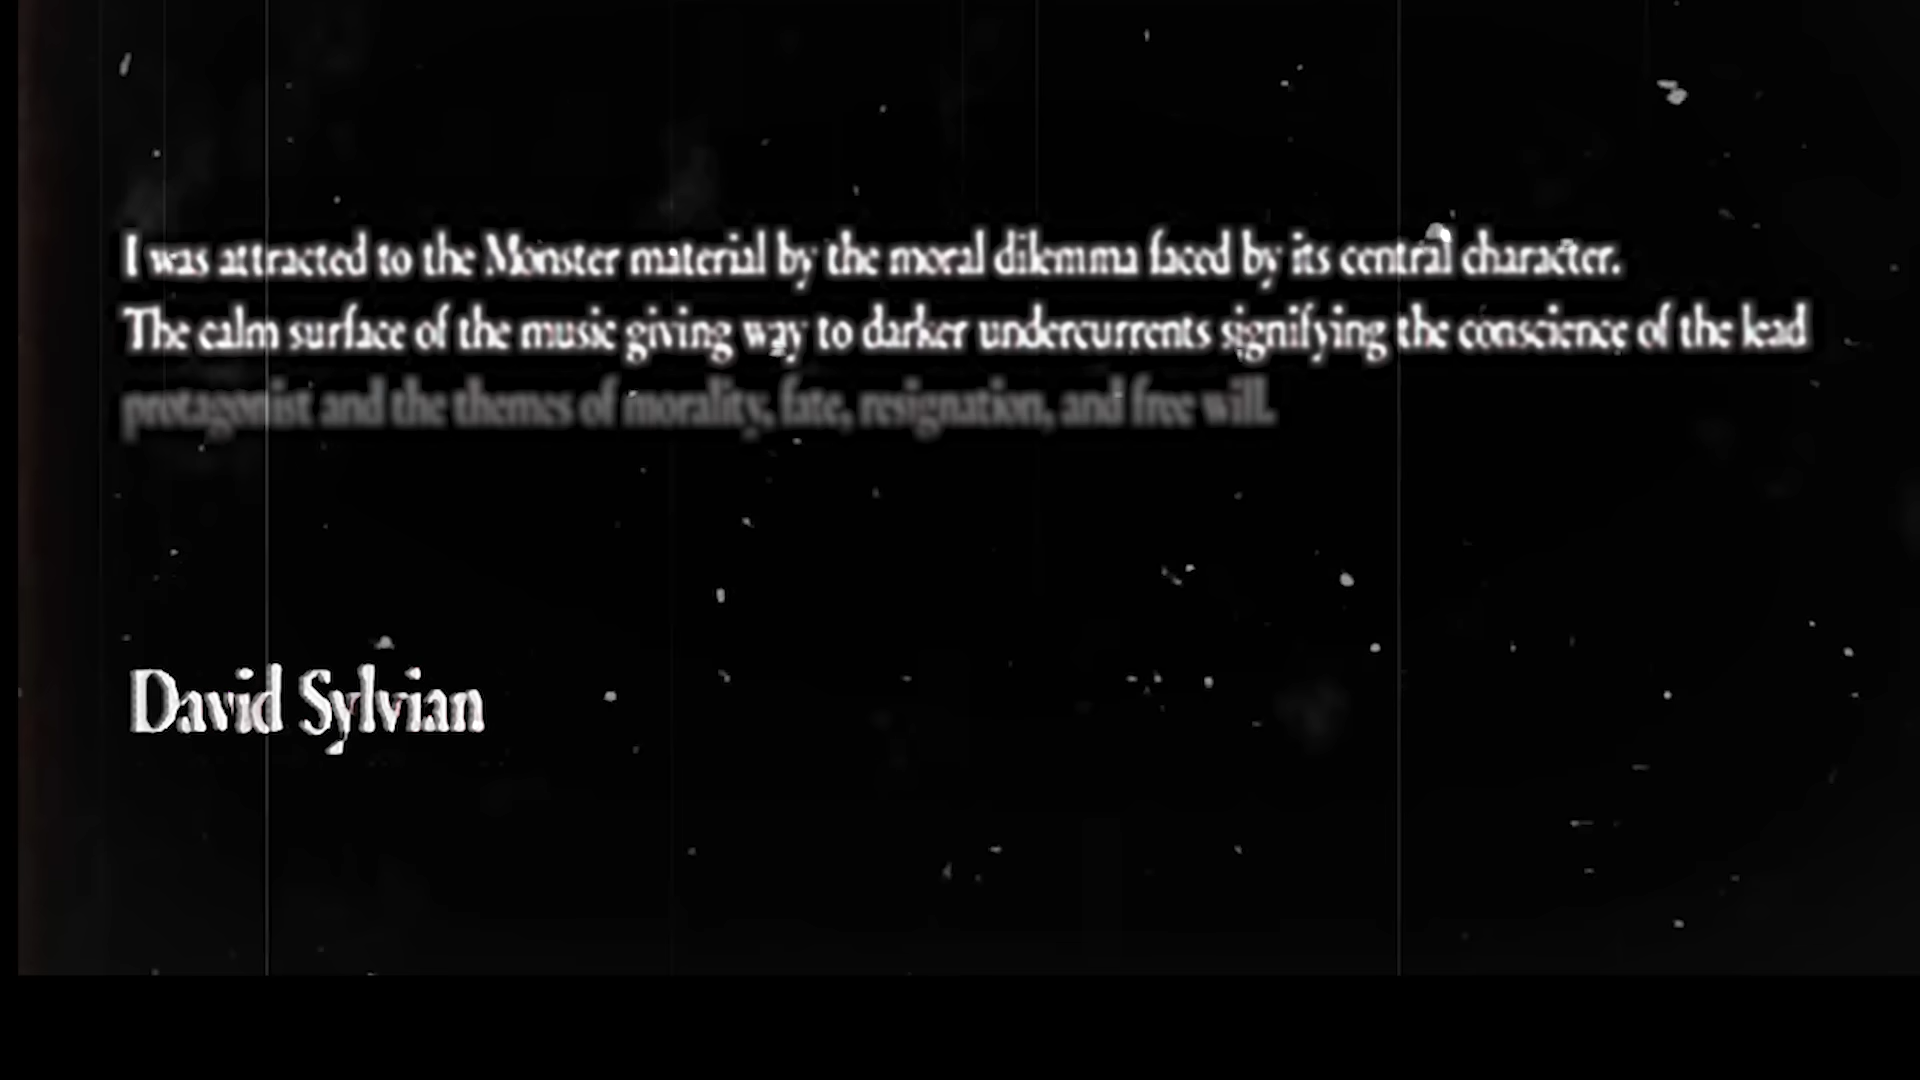 I was attracted to the Monster material by the moral dilemma faced by its central character.
The calm surface of the music giving way to darker undercurrents signifying the conscience of the lead
protagonist and the themes of morality, fate, resignation, and free will.
David Sylvian